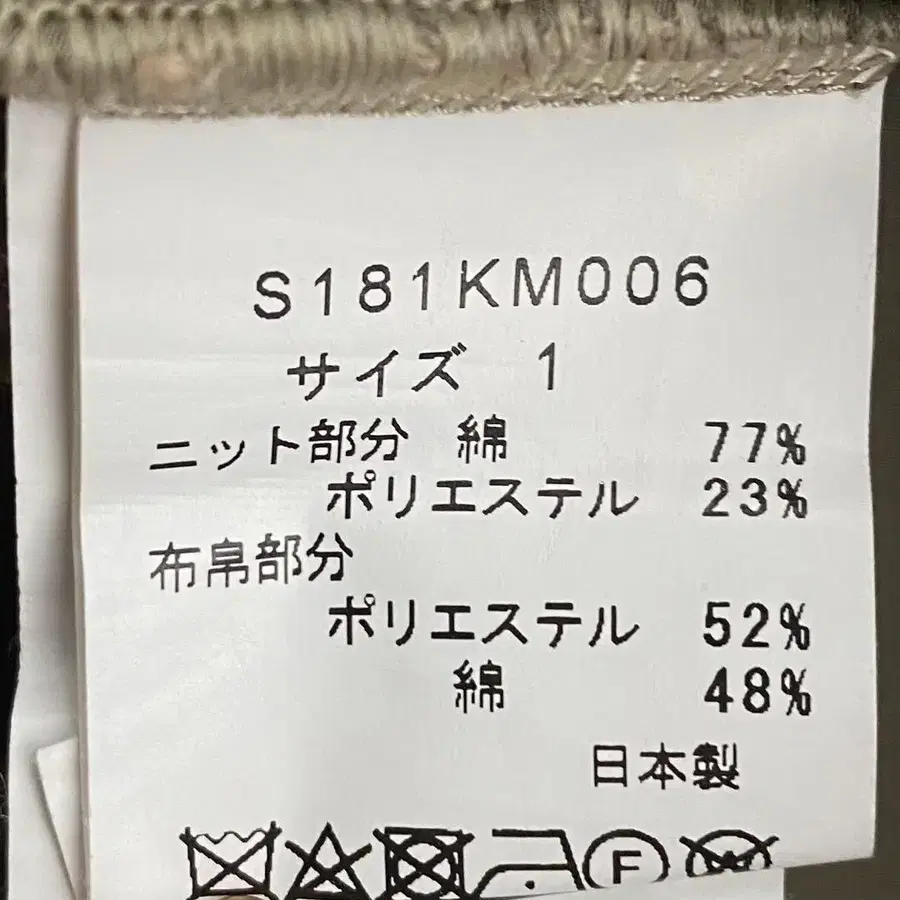 S181KM006
サイズ 1
ニット部分 綿 77%
ポリエステル 23%
布帛部分
ポリエステル 52%
綿 48%
日本製
F W